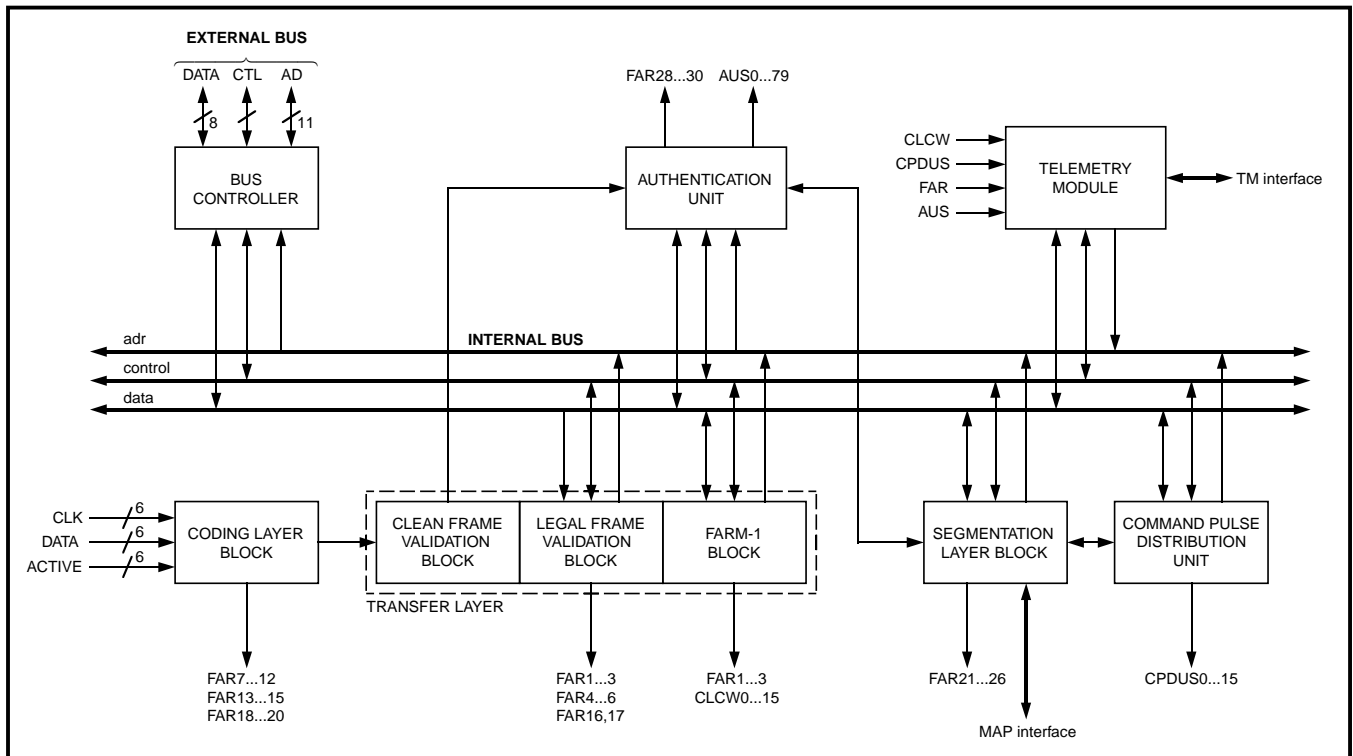 EXTERNAL BUS
DATA CTL AD
8
11
BUS
CONTROLLER
FAR28...30 AUS0...79
AUTHENTICATION
UNIT
CLCW
CPDUS
FAR
AUS
TELEMETRY
MODULE
TM interface
adr
INTERNAL BUS
control
data
CLK
6
DATA
6
ACTIVE
6
CODING LAYER
BLOCK
CLEAN FRAME
VALIDATION
BLOCK
LEGAL FRAME
VALIDATION
BLOCK
FARM-1
BLOCK
TRANSFER LAYER
SEGMENTATION
LAYER BLOCK
COMMAND PULSE
DISTRIBUTION
UNIT
FAR7...12
FAR13...15
FAR18...20
FAR1...3
FAR4...6
FAR16,17
FAR1...3
CLCW0...15
FAR21...26
MAP interface
CPDUS0...15